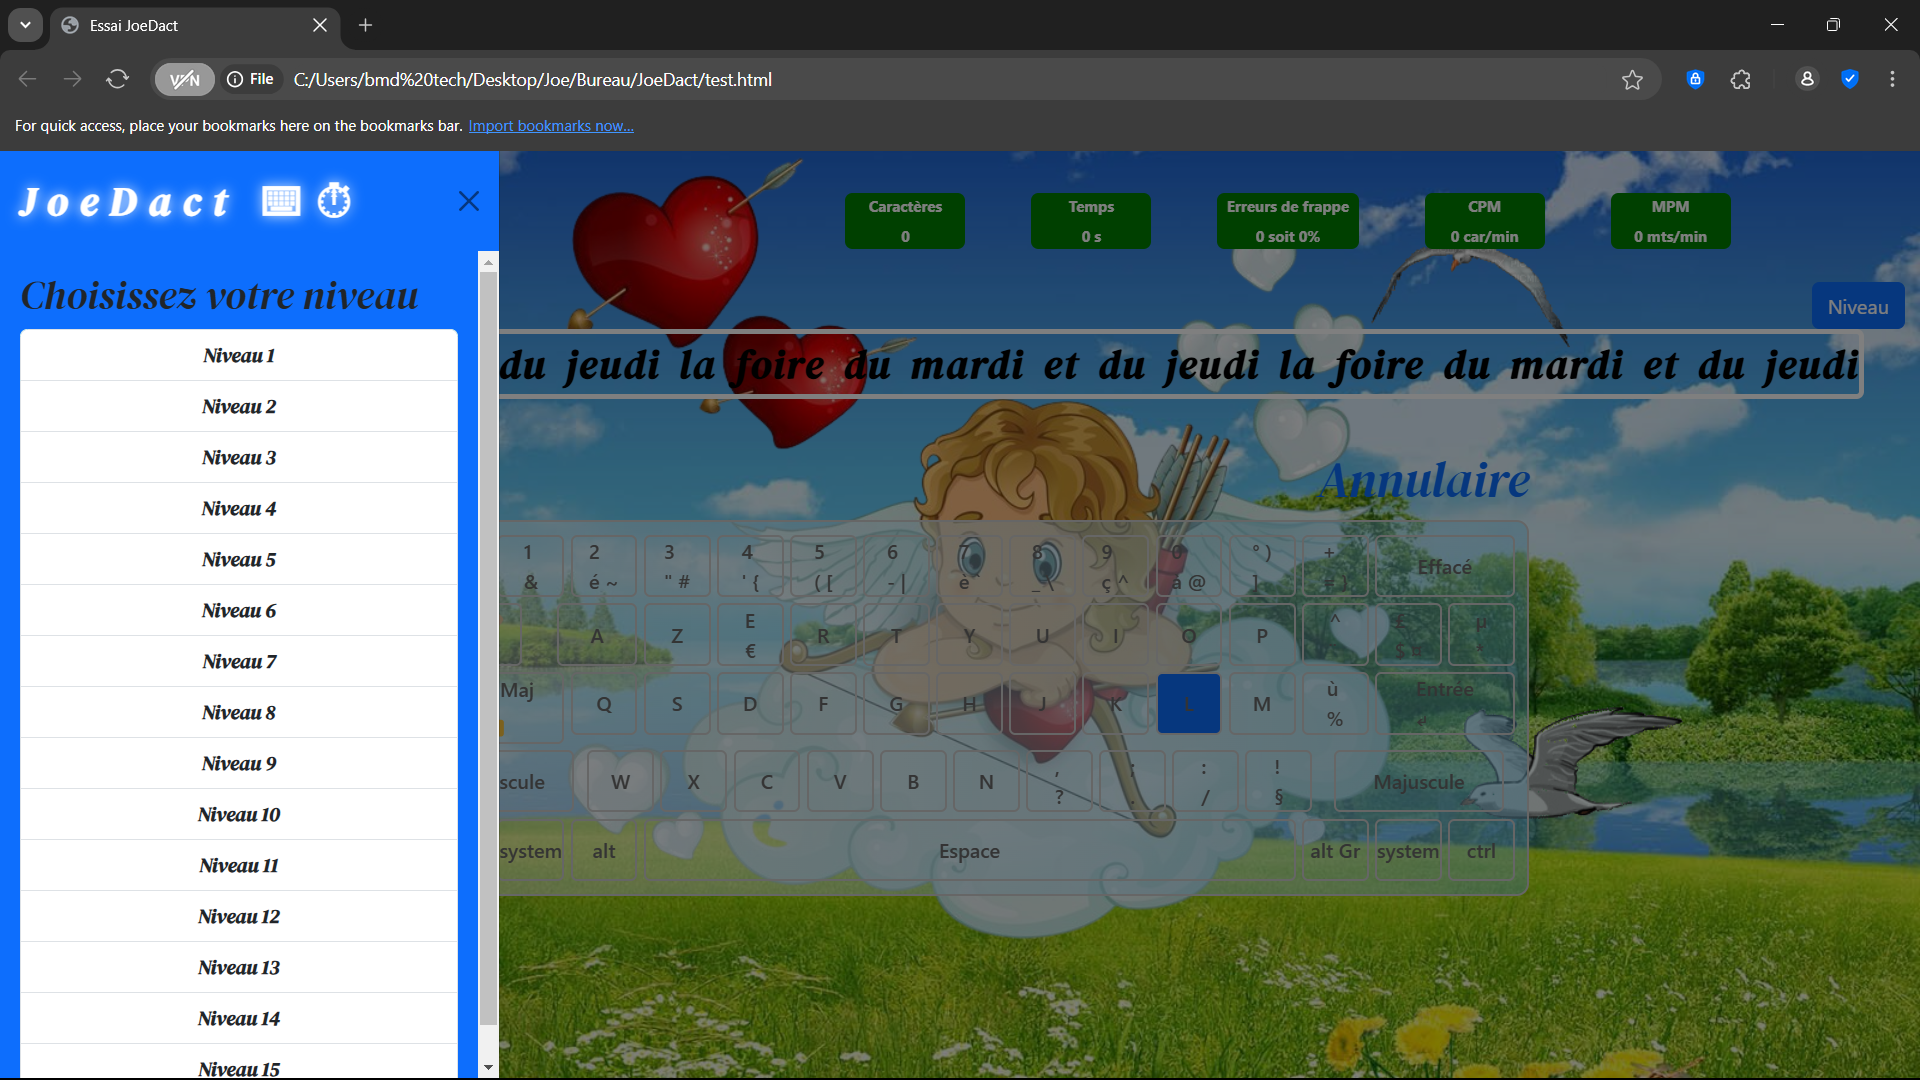 Essai JoeDact
VPN
File
C:/Users/bmd%20tech/Desktop/Joe/Bureau/JoeDact/test.html
For quick access, place your bookmarks here on the bookmarks bar. Import bookmarks now...
JoeDact
Choisissez votre niveau
Niveau 1
Niveau 2
Niveau 3
Niveau 4
Niveau 5
Niveau 6
Niveau 7
Niveau 8
Niveau 9
Niveau 10
Niveau 11
Niveau 12
Niveau 13
Niveau 14
Niveau 15
Caractères
0
Temps
0 s
Erreurs de frappe
0 soit 0%
CPM
0 car/min
MPM
0 mts/min
Niveau
du jeudi la foire du mardi et du jeudi la foire du mardi et du jeudi
Annulaire
1 2 3 4 5 6 7 8 9 0 ° ) + Effacé
& é ~ " # ' { ( [ - | è ` _ \ ç ^ à @ ] = }
A Z E R T Y U I O P ^ £ µ
€ $ ¤ *
Maj Q S D F G H J K L M ù Entrée
% ↲
scule W X C V B N , ; : ! Majuscule
? . / §
system alt Espace alt Gr system ctrl